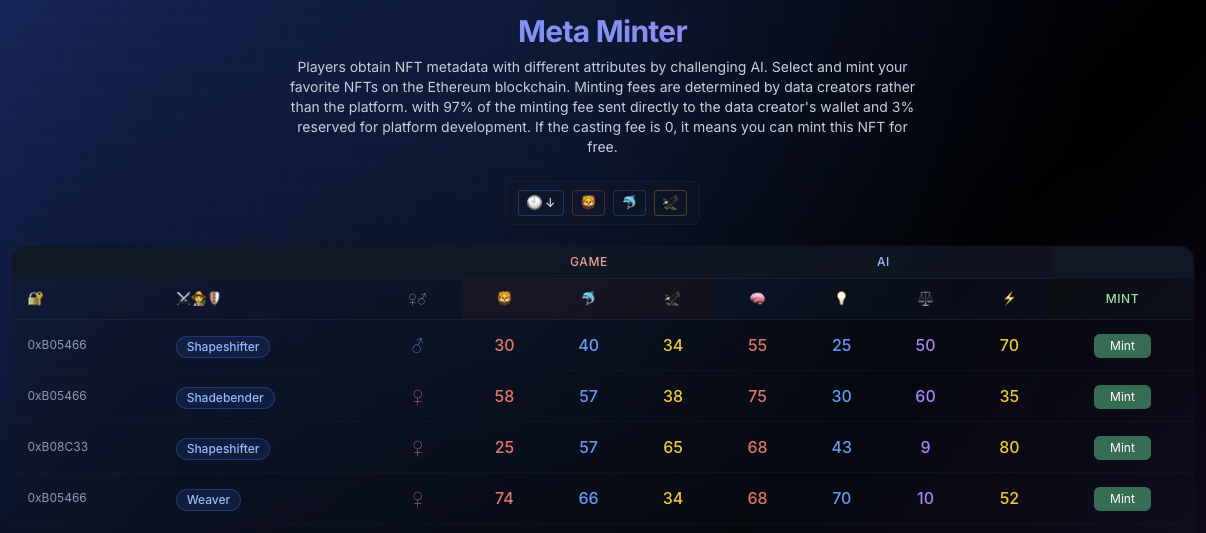 Meta Minter
Players obtain NFT metadata with different attributes by challenging AI. Select and mint your
favorite NFTs on the Ethereum blockchain. Minting fees are determined by data creators rather
than the platform. with 97% of the minting fee sent directly to the data creator's wallet and 3%
reserved for platform development. If the casting fee is 0, it means you can mint this NFT for
free.
GAME AI
MINT
0xB05466 Shapeshifter 30 40 34 55 25 50 70 Mint
0xB05466 Shadebender 58 57 38 75 30 60 35 Mint
0xB08C33 Shapeshifter 25 57 65 68 43 9 80 Mint
0xB05466 Weaver 74 66 34 68 70 10 52 Mint